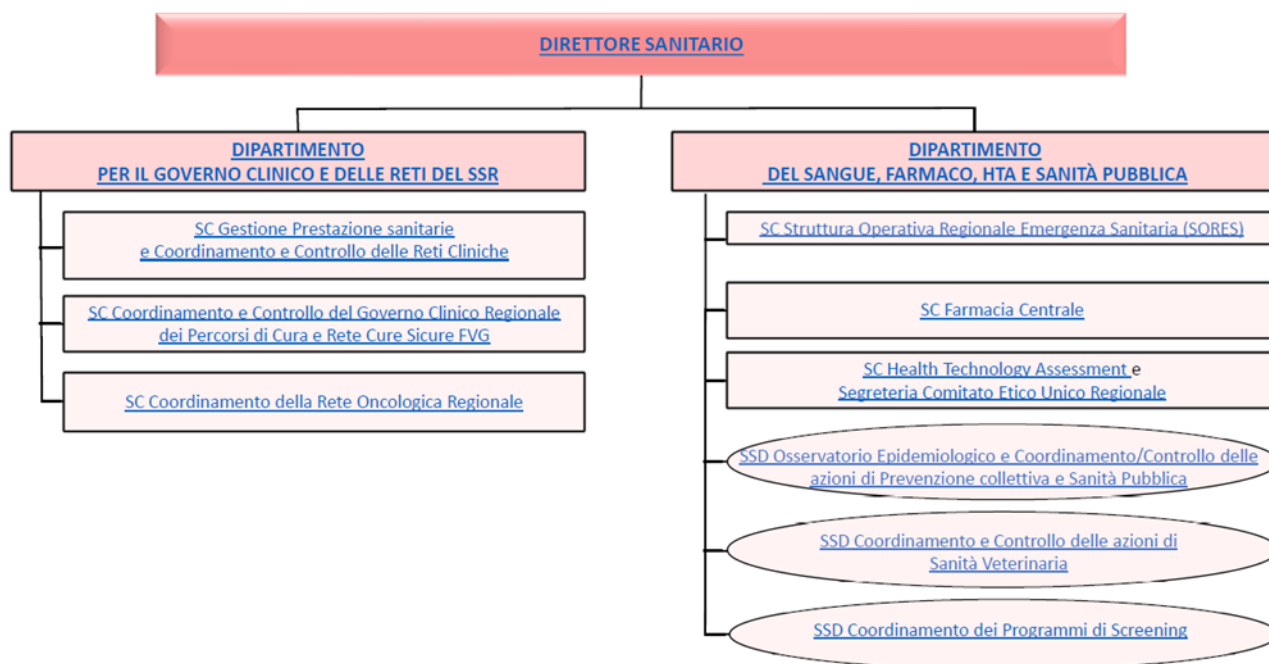 DIRETTORE SANITARIO
DIPARTIMENTO
PER IL GOVERNO CLINICO E DELLE RETI DEL SSR
SC Gestione Prestazione sanitarie
e Coordinamento e Controllo delle Reti Cliniche
SC Coordinamento e Controllo del Governo Clinico Regionale
dei Percorsi di Cura e Rete Cure Sicure FVG
SC Coordinamento della Rete Oncologica Regionale
DIPARTIMENTO
DEL SANGUE, FARMACO, HTA E SANITÀ PUBBLICA
SC Struttura Operativa Regionale Emergenza Sanitaria (SORES)
SC Farmacia Centrale
SC Health Technology Assessment e
Segreteria Comitato Etico Unico Regionale
SSD Osservatorio Epidemiologico e Coordinamento/Controllo delle
azioni di Prevenzione collettiva e Sanità Pubblica
SSD Coordinamento e Controllo delle azioni di
Sanità Veterinaria
SSD Coordinamento dei Programmi di Screening